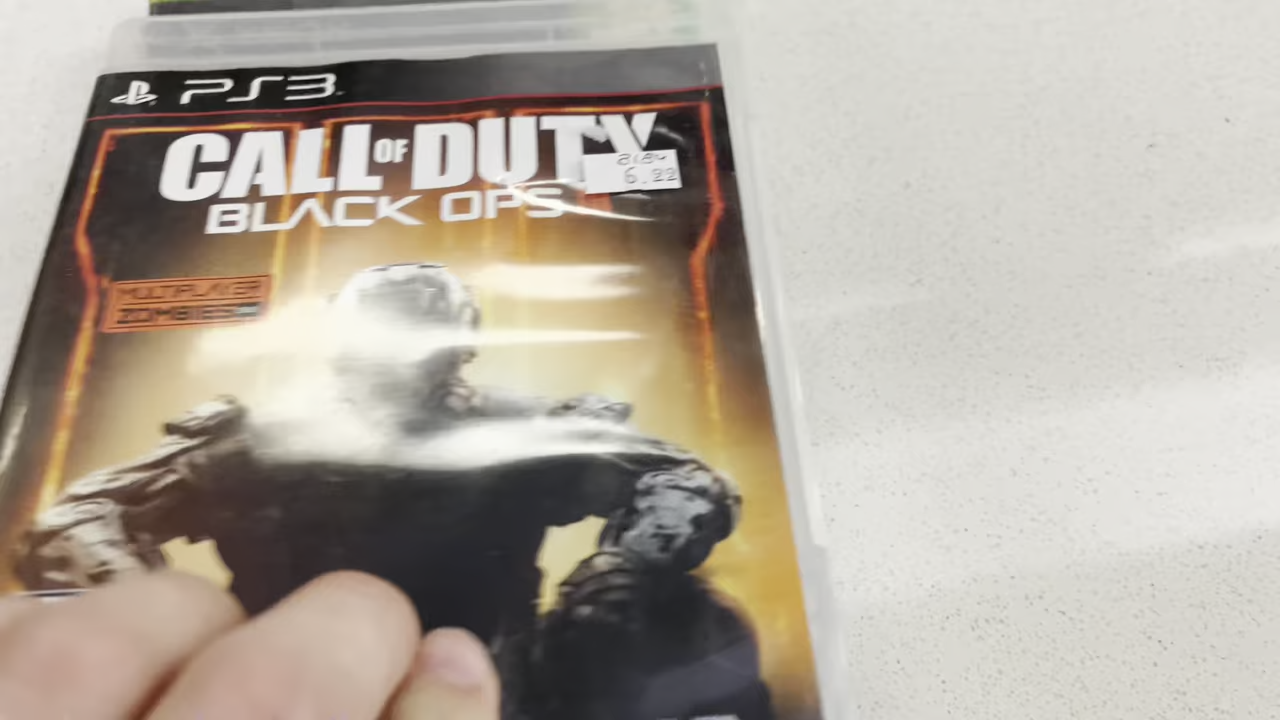 PS3
CALL OF DUTY
6.22
BLACK OPS
MULTIPLAYER
ZOMBIES